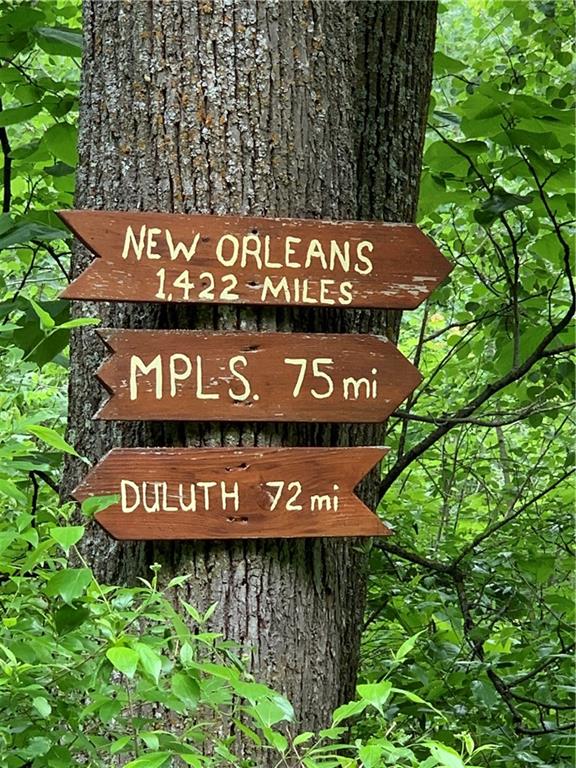 NEW ORLEANS
1,422 MILES
MPLS. 75 mi
DULUTH 72 mi